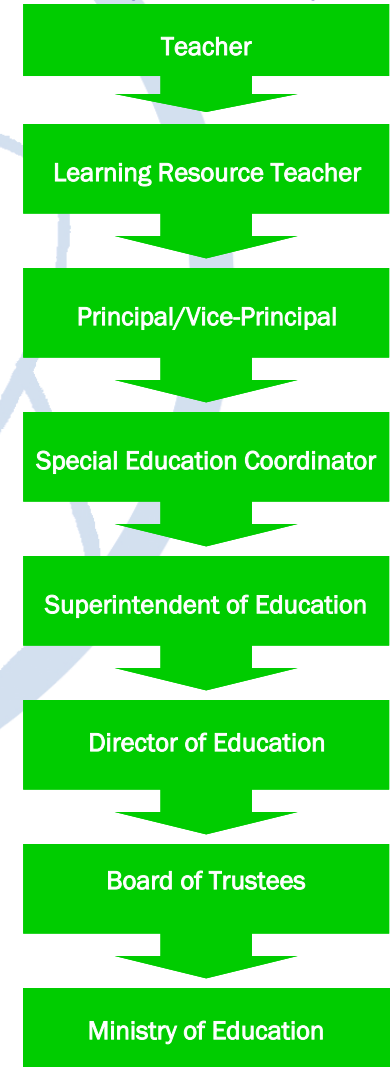 Teacher
Learning Resource Teacher
Principal/Vice-Principal
Special Education Coordinator
Superintendent of Education
Director of Education
Board of Trustees
Ministry of Education